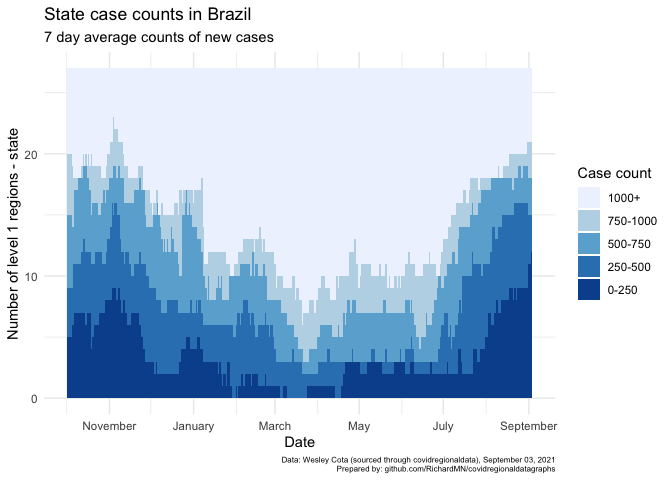 State case counts in Brazil
7 day average counts of new cases
Number of level 1 regions - state
20
10
0
November
January
March
May
July
September
Date
Case count
1000+
750-1000
500-750
250-500
0-250
Data: Wesley Cota (sourced through covidregionaldata), September 03, 2021
Prepared by: github.com/RichardMN/covidregionaldatagraphs